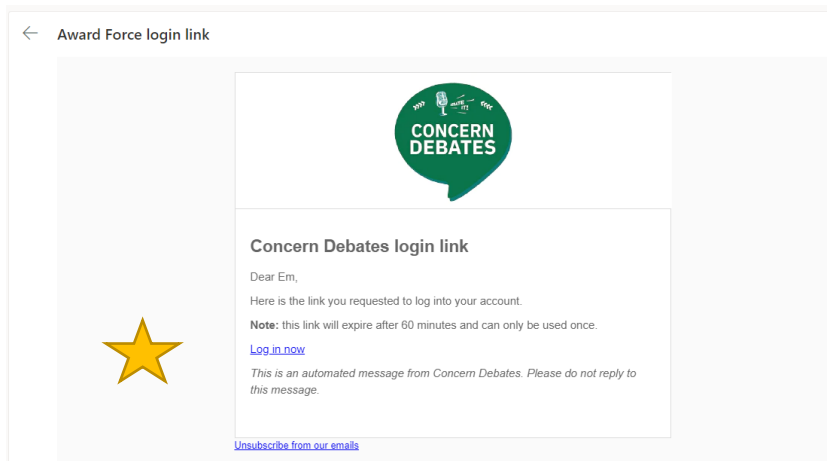 Award Force login link
CONCERN
DEBATES
Concern Debates login link
Dear Em,
Here is the link you requested to log into your account.
Note: this link will expire after 60 minutes and can only be used once.
Log in now
This is an automated message from Concern Debates. Please do not reply to
this message.
Unsubscribe from our emails